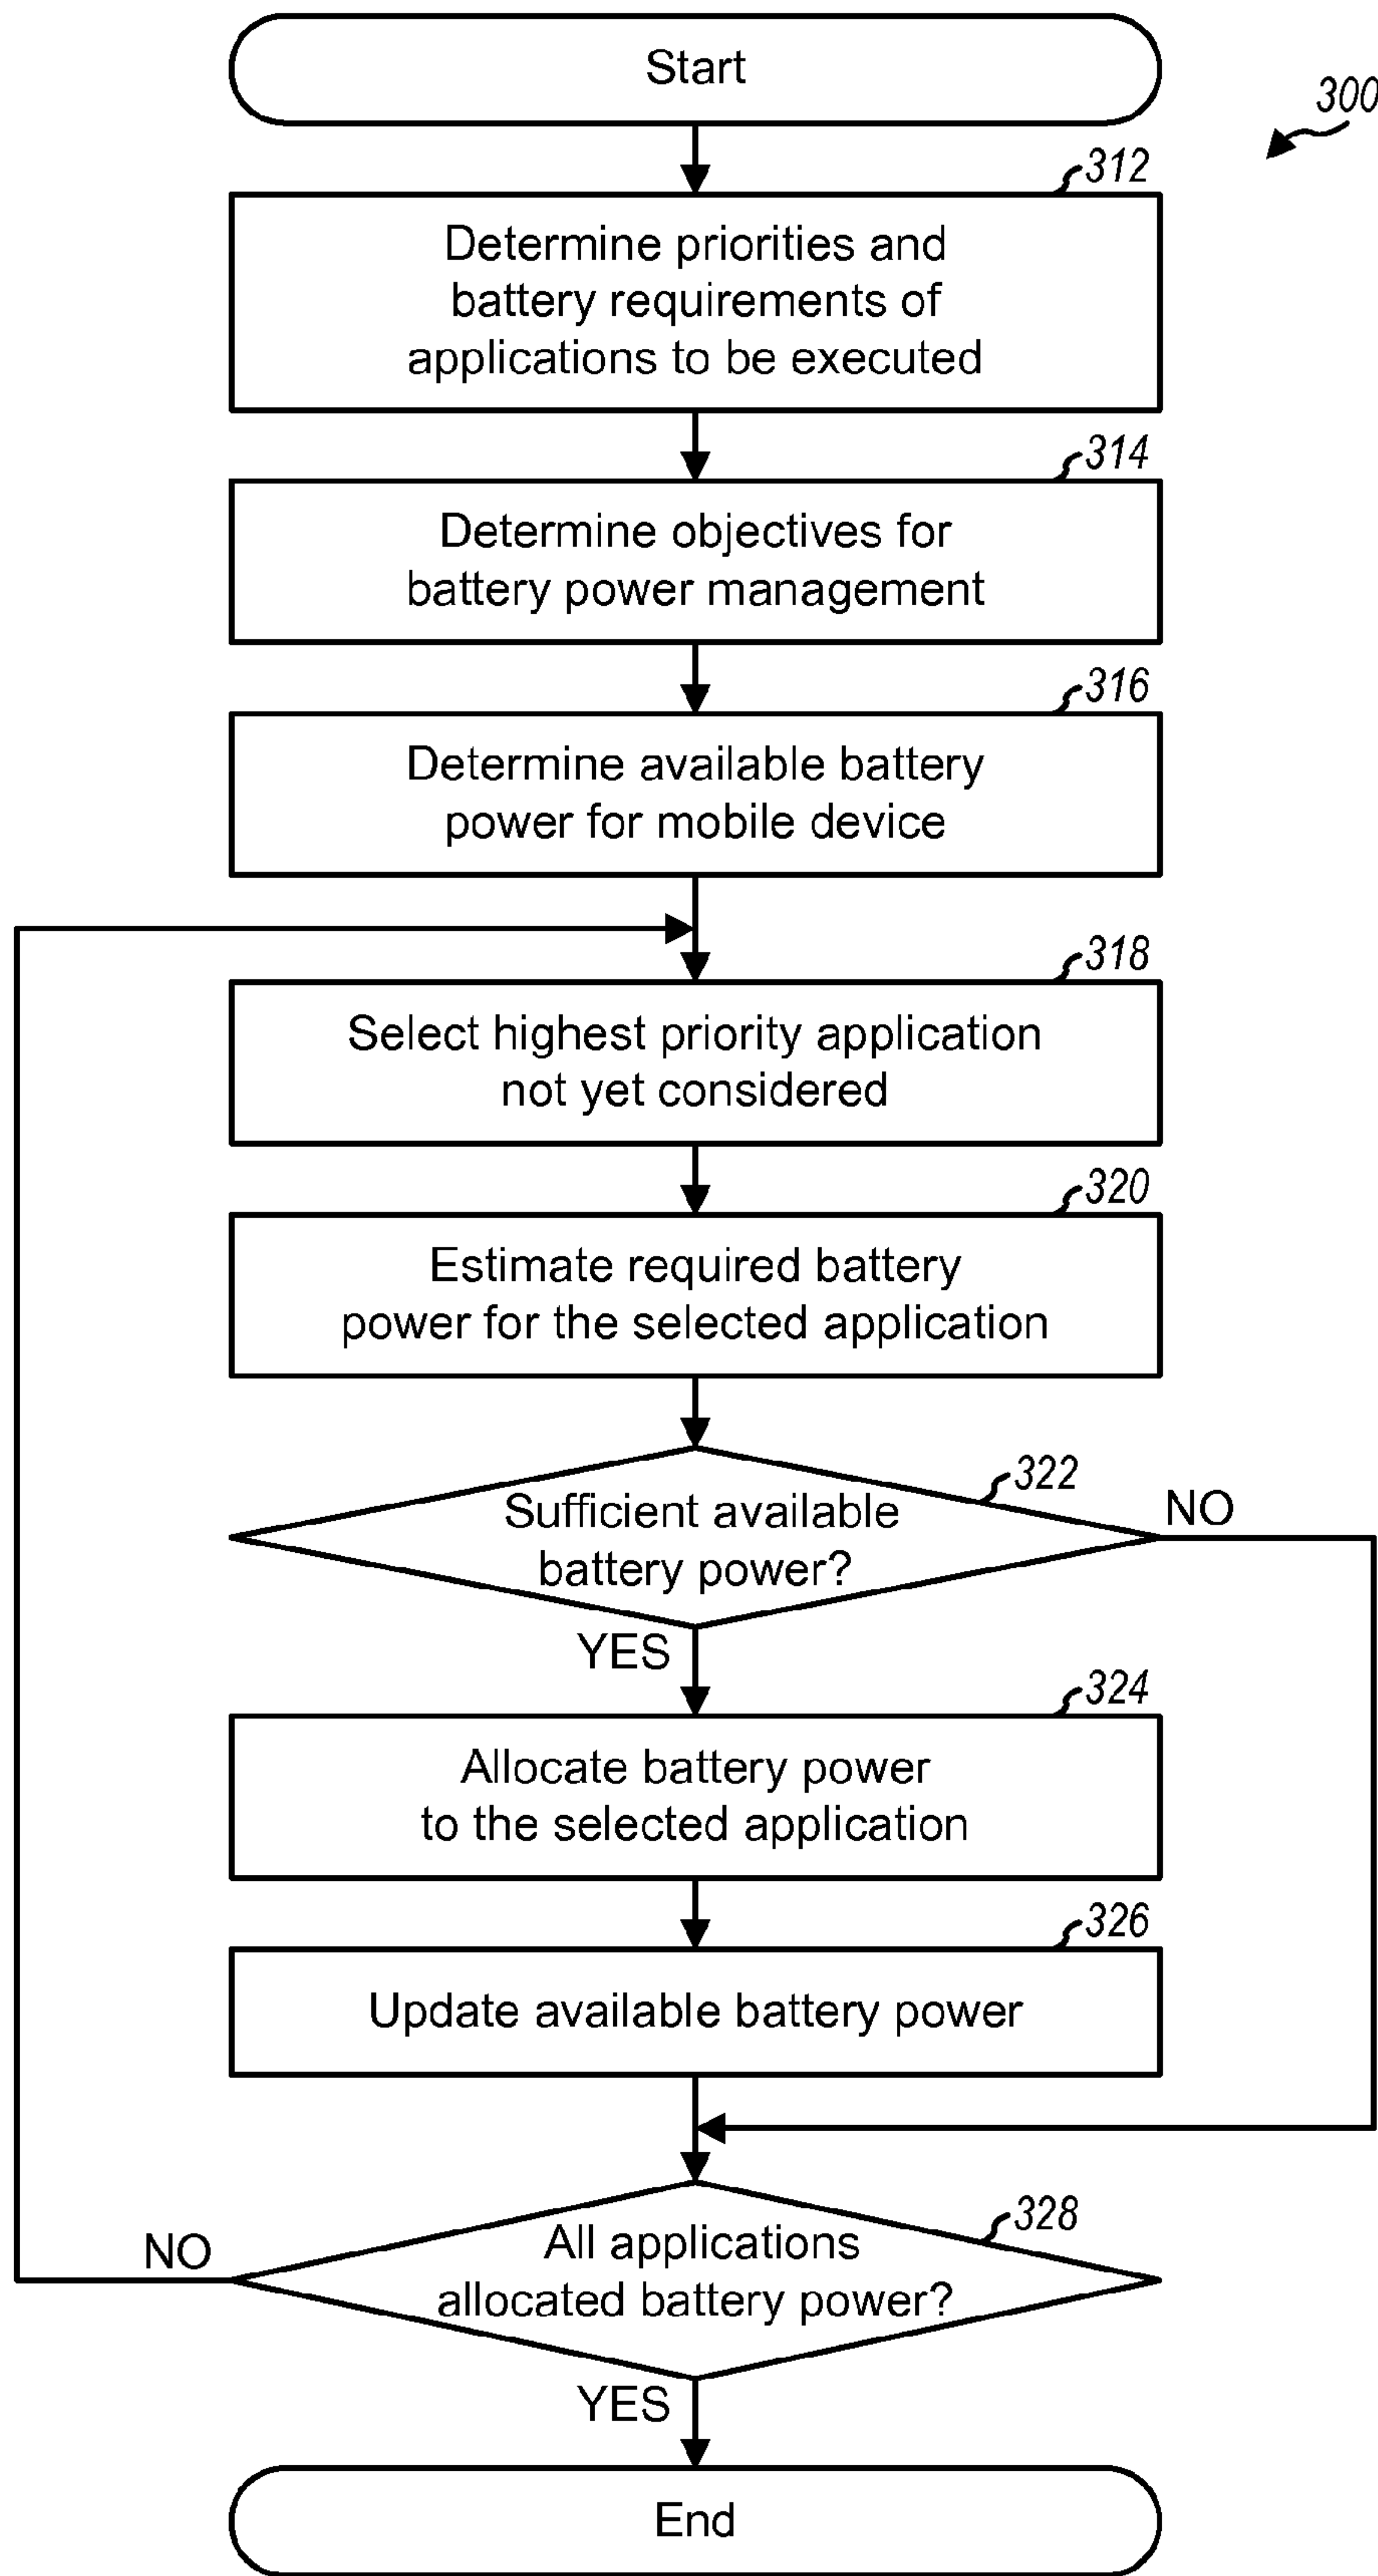 Start
300
312
Determine priorities and
battery requirements of
applications to be executed
314
Determine objectives for
battery power management
316
Determine available battery
power for mobile device
318
Select highest priority application
not yet considered
320
Estimate required battery
power for the selected application
322
Sufficient available
battery power?
NO
YES
324
Allocate battery power
to the selected application
326
Update available battery power
328
All applications
allocated battery power?
NO
YES
End